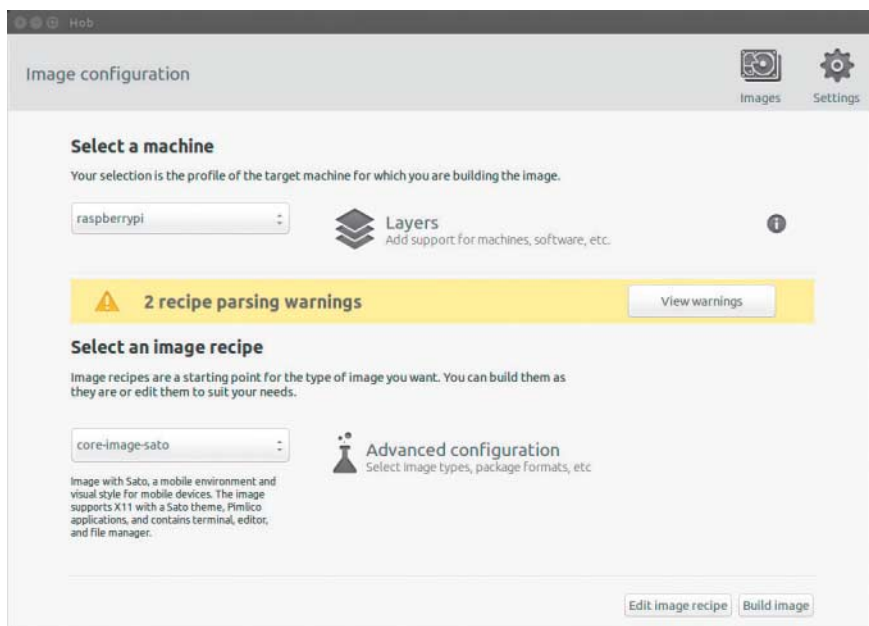 Hob
Image configuration
Images
Settings
Select a machine
Your selection is the profile of the target machine for which you are building the image.
raspberrypi
Layers
Add support for machines, software, etc.
2 recipe parsing warnings
View warnings
Select an image recipe
Image recipes are a starting point for the type of image you want. You can build them as
they are or edit them to suit your needs.
core-image-sato
Advanced configuration
Select image types, package formats, etc
Image with Sato, a mobile environment and
visual style for mobile devices. The image
supports X11 with a Sato theme, Pimlico
applications, and contains terminal, editor,
and file manager.
Edit image recipe
Build image